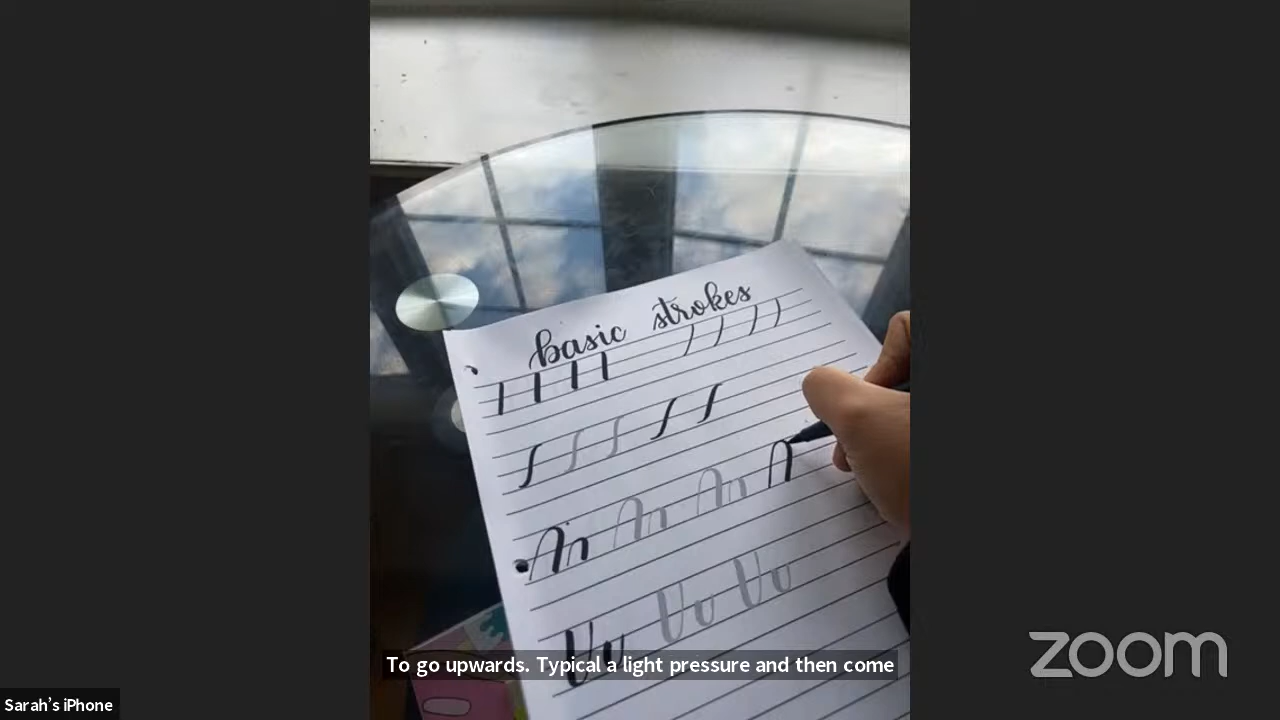 basic strokes
To go upwards. Typical a light pressure and then come
zoom
Sarah's iPhone